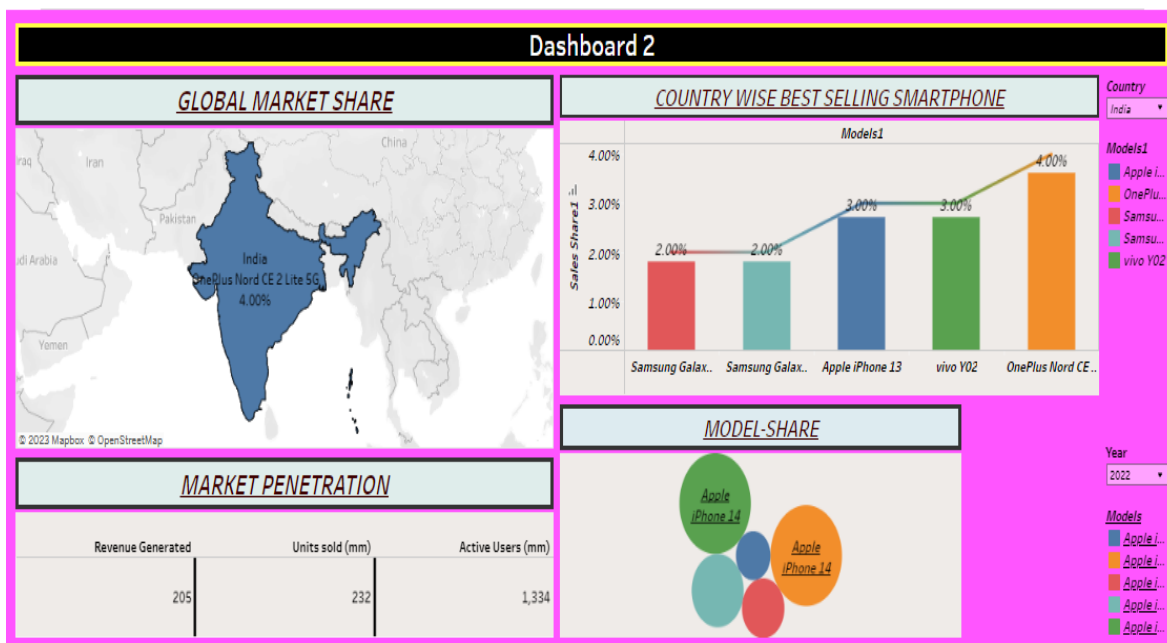 Dashboard 2
GLOBAL MARKET SHARE
Iran
China
Pakistan
Yemen
India
OnePlus Nord CE 2 Lite 5G
4.00%
© 2023 Mapbox © OpenStreetMap
COUNTRY WISE BEST SELLING SMARTPHONE
Models1
Sales Share1
4.00%
3.00%
2.00%
1.00%
0.00%
2.00%
2.00%
3.00%
3.00%
4.00%
Samsung Galax..
Samsung Galax..
Apple iPhone 13
vivo Y02
OnePlus Nord CE ..
Country
India
Models1
Apple i...
OnePlu...
Samsu...
Samsu...
vivo Y02
MARKET PENETRATION
Revenue Generated
Units sold (mm)
Active Users (mm)
205
232
1,334
MODEL-SHARE
Apple
iPhone 14
Apple
iPhone 14
Year
2022
Models
Apple i...
Apple i...
Apple i...
Apple i...
Apple i...